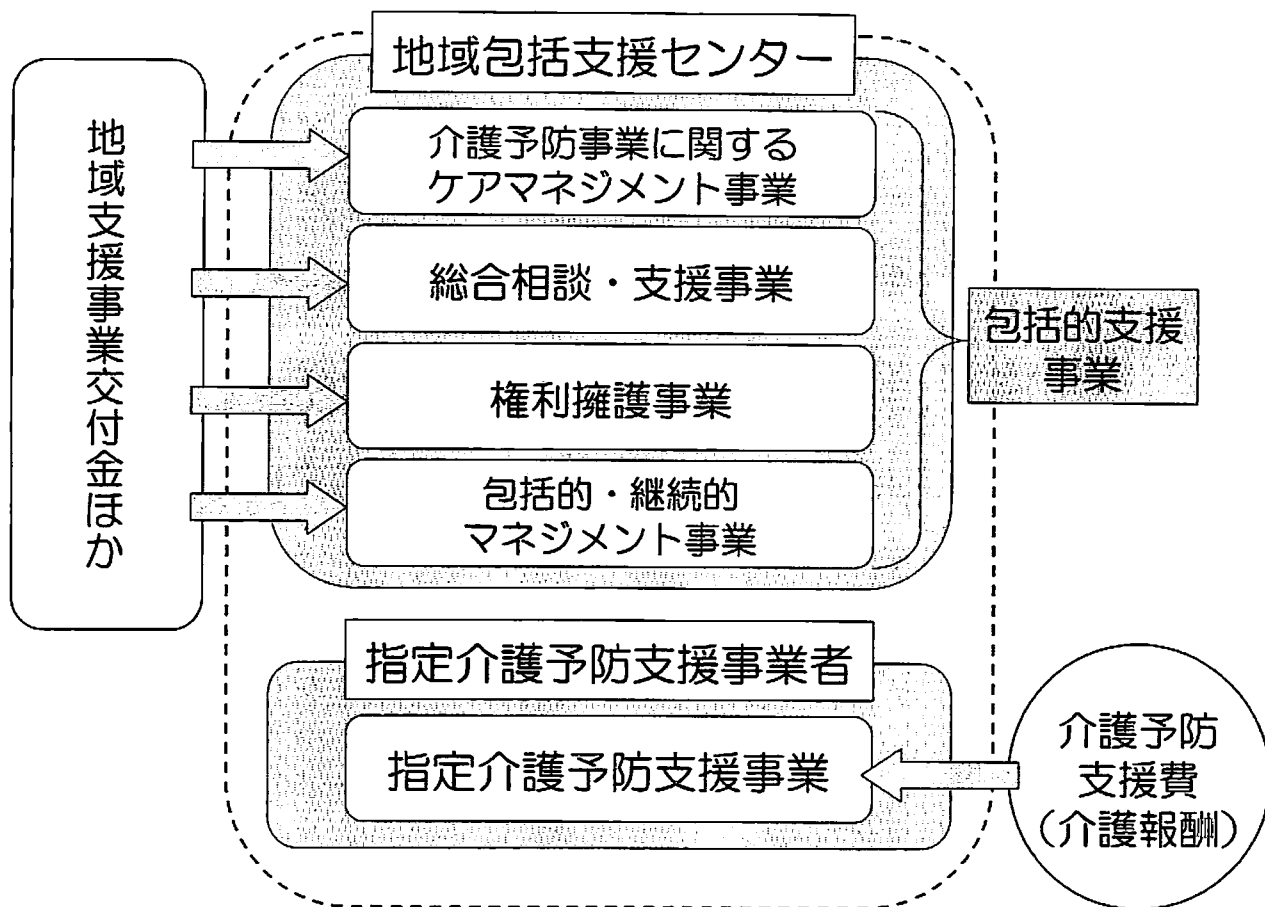 地域包括支援センター
地域支援事業交付金ほか
介護予防事業に関する
ケアマネジメント事業
総合相談・支援事業
権利擁護事業
包括的・継続的
マネジメント事業
包括的支援
事業
指定介護予防支援事業者
指定介護予防支援事業
介護予防
支援費
（介護報酬）